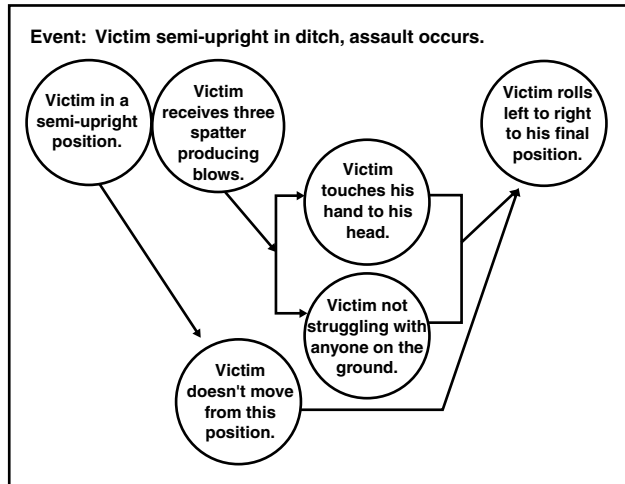 Event: Victim semi-upright in ditch, assault occurs.
Victim in a
semi-upright
position.
Victim
receives three
spatter
producing
blows.
Victim rolls
left to right
to his final
position.
Victim
touches his
hand to his
head.
Victim not
struggling with
anyone on the
ground.
Victim
doesn't move
from this
position.